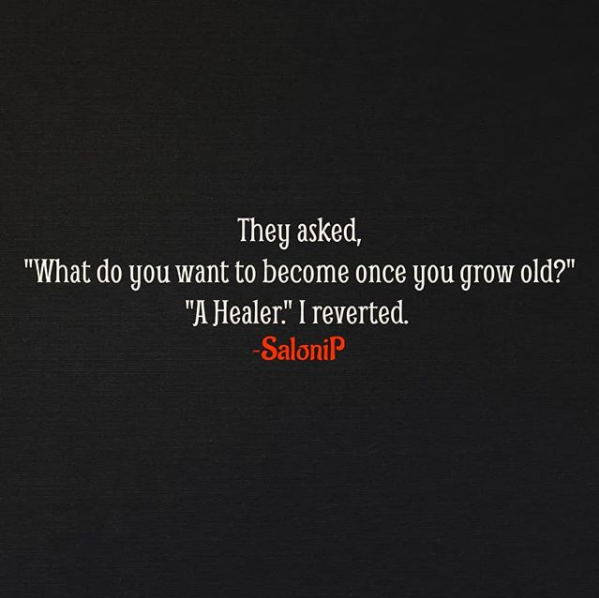 They asked,
"What do you want to become once you grow old?"
"A Healer." I reverted.
-SaloniP